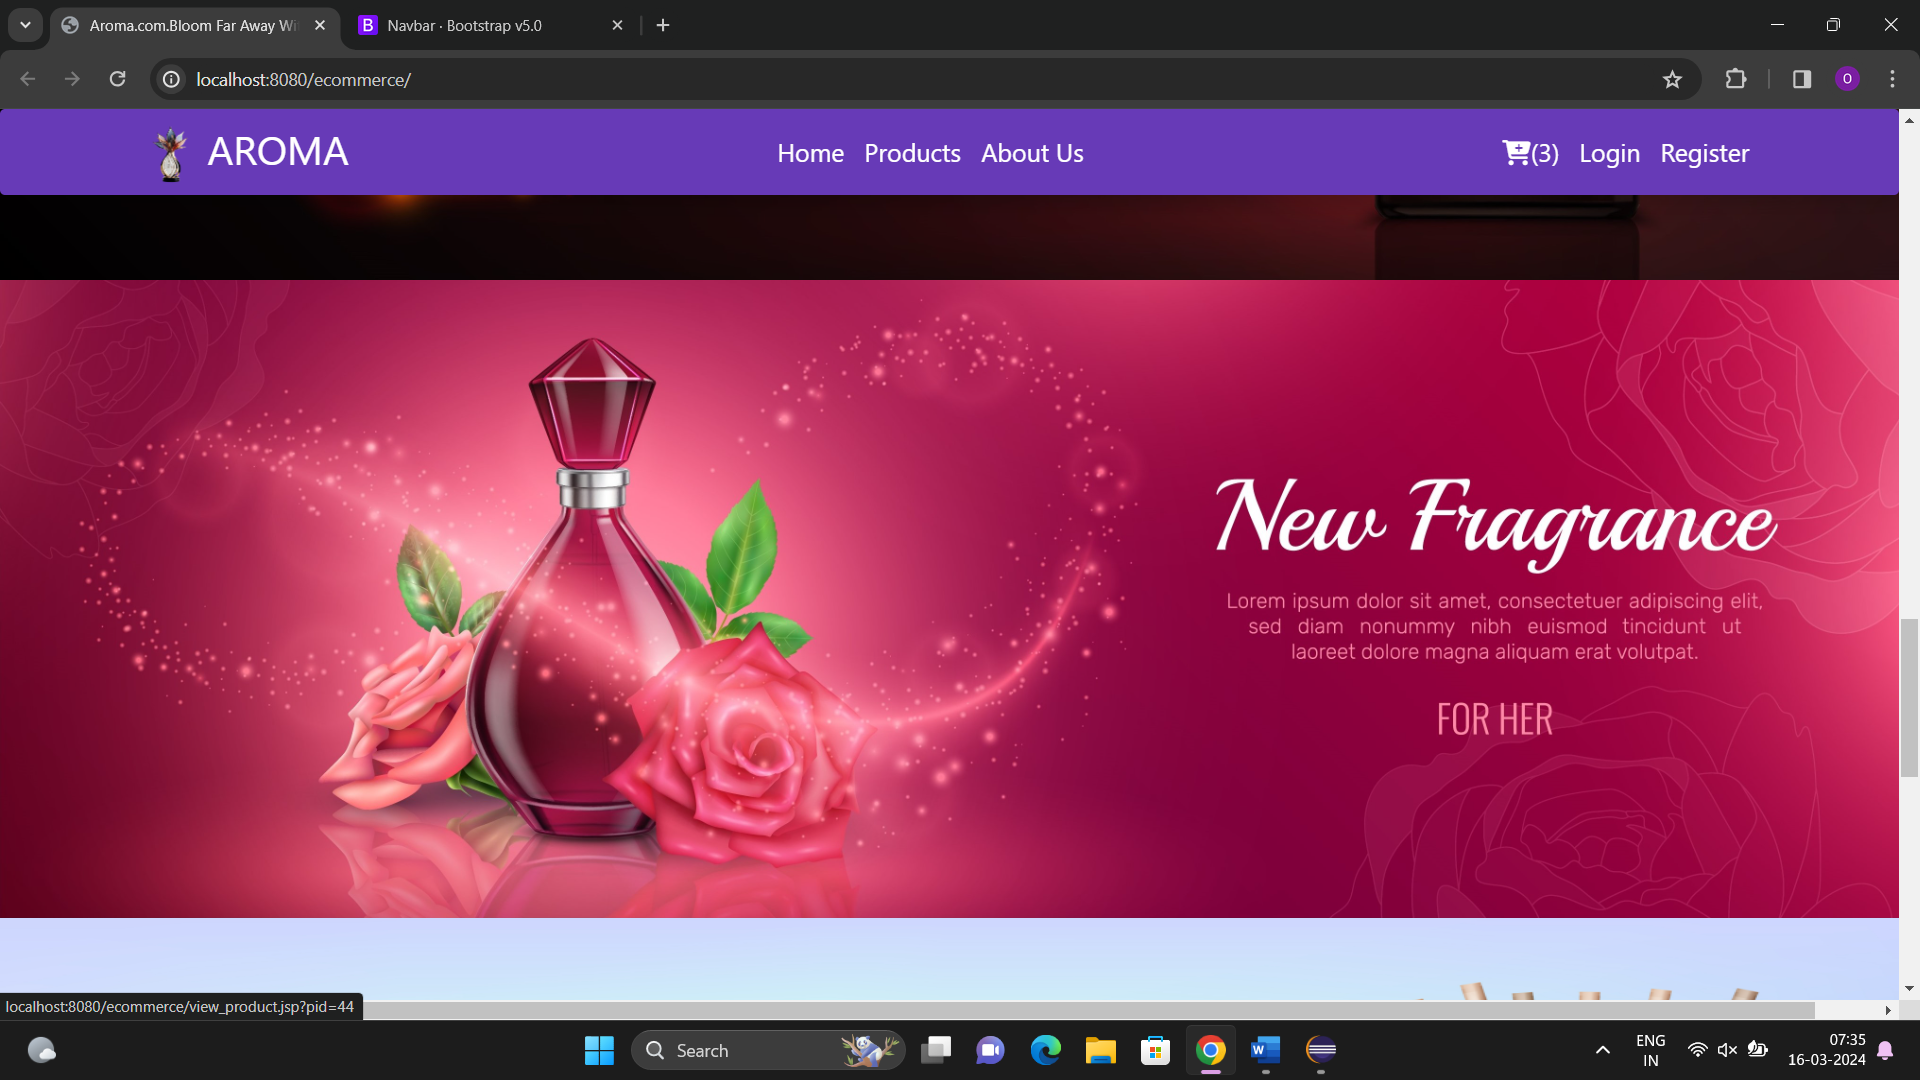 Aroma.com.Bloom Far Away Wi
Navbar · Bootstrap v5.0
localhost:8080/ecommerce/
O
AROMA
Home Products About Us
(3) Login Register
New Fragrance
Lorem ipsum dolor sit amet, consectetuer adipiscing elit,
sed diam nonummy nibh euismod tincidunt ut
laoreet dolore magna aliquam erat volutpat.
FOR HER
localhost:8080/ecommerce/view_product.jsp?pid=44
Search
ENG
IN
07:35
16-03-2024